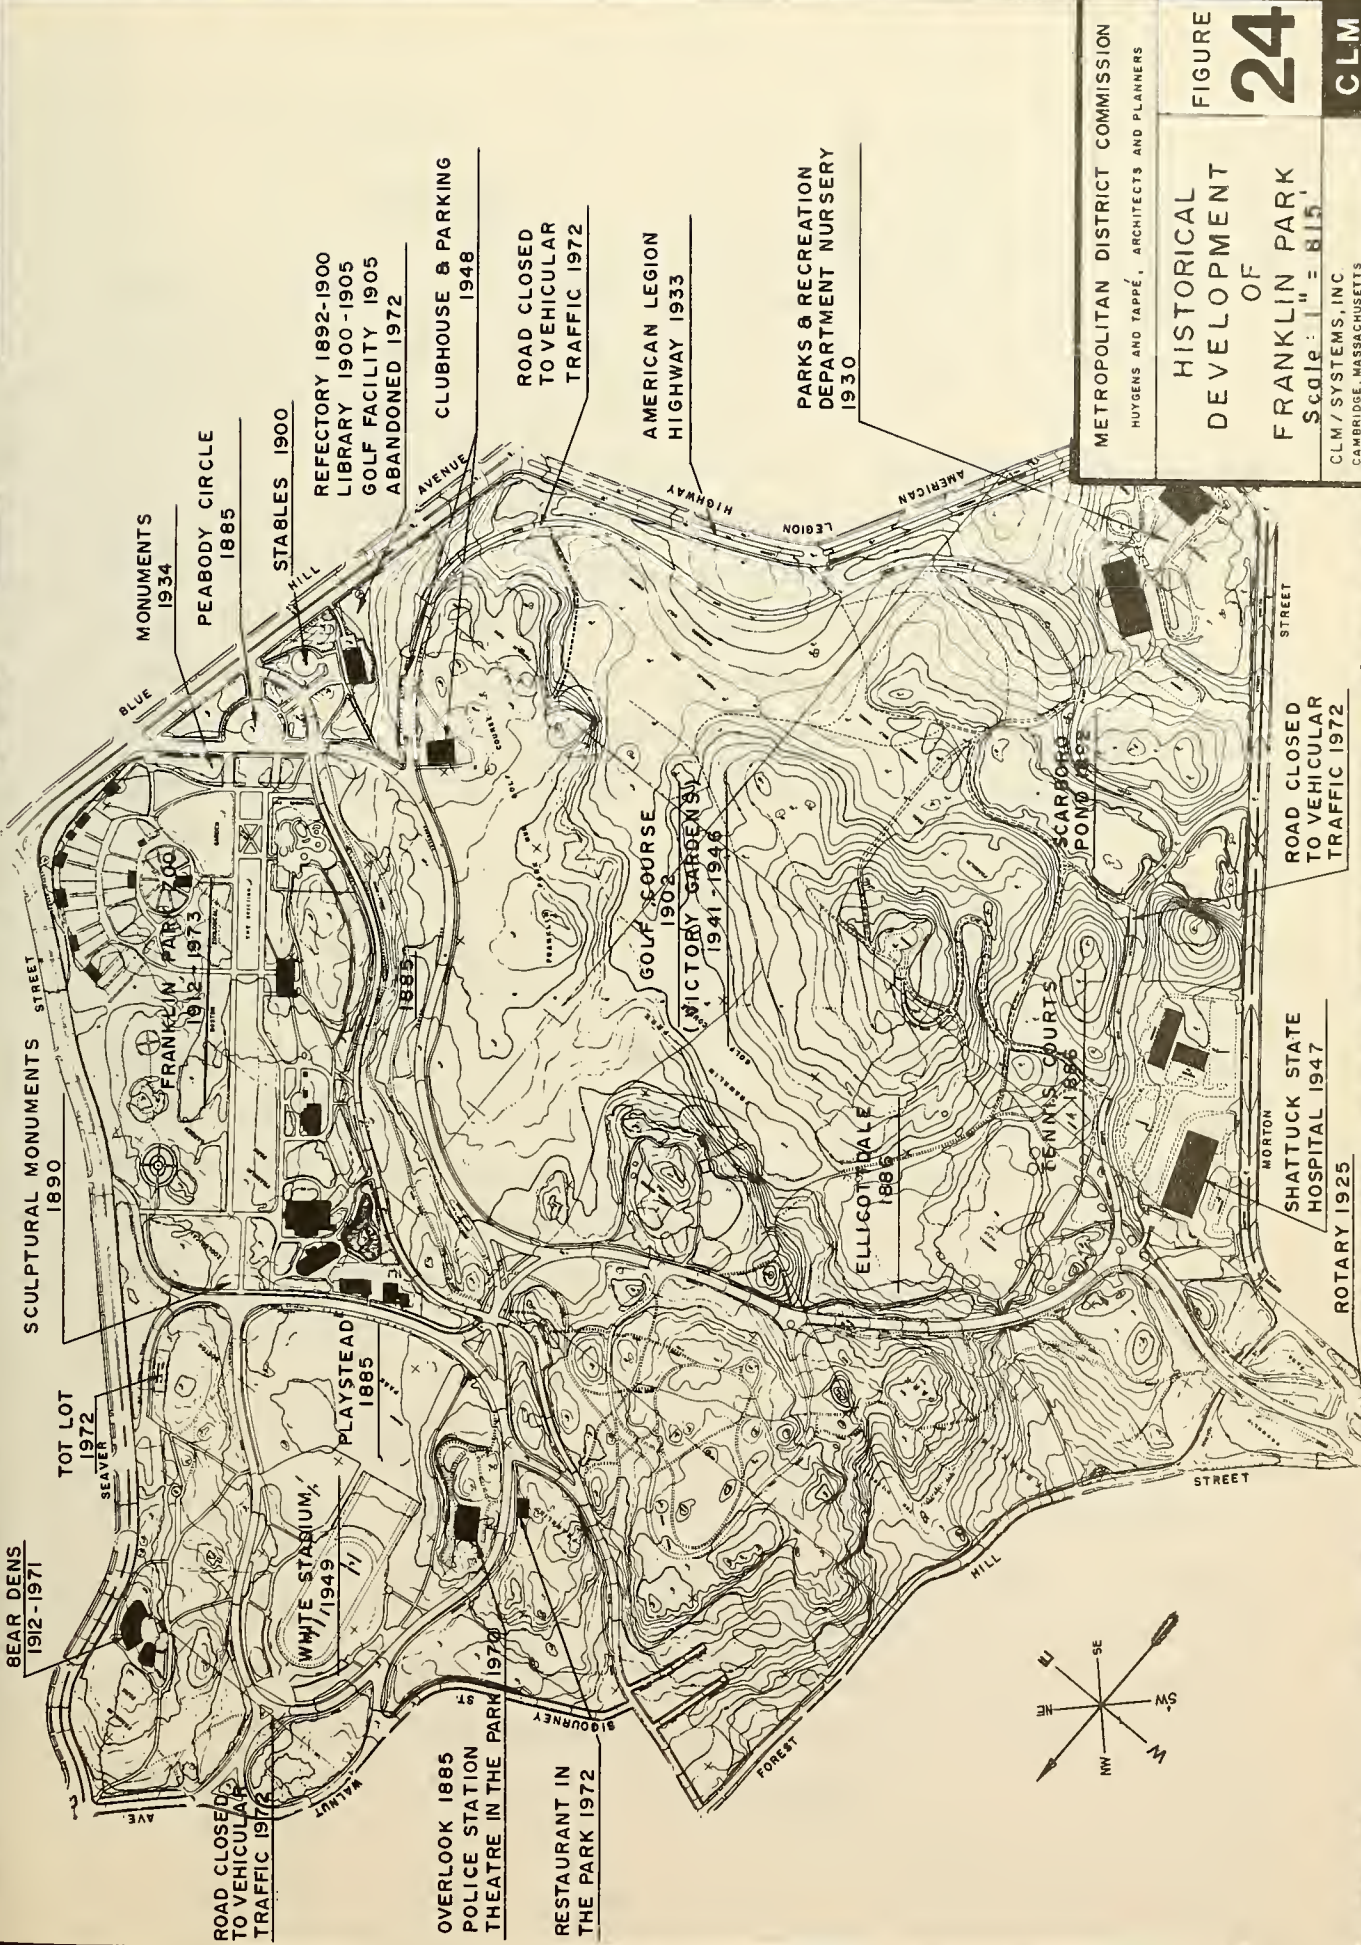 BEAR DENS
1912-1971
TOT LOT
1972
SEAVER
SCULPTURAL MONUMENTS
1890
STREET
BLUE
HILL
AVENUE
MONUMENTS
1934
PEABODY CIRCLE
1885
STABLES 1900
REFECTORY 1892-1900
LIBRARY 1900-1905
GOLF FACILITY 1905
ABANDONED 1972
CLUBHOUSE & PARKING
1948
ROAD CLOSED
TO VEHICULAR
TRAFFIC 1972
AMERICAN LEGION
HIGHWAY 1933
PARKS & RECREATION
DEPARTMENT NURSERY
1930
AMERICAN
LEGION
HIGHWAY
FRANKLIN PARK ZOO
1912-1973
1885
WHITE STADIUM
1949
PLAYSTEAD
1885
GOLF COURSE
1902
(VICTORY GARDENS)
1941-1946
ELLICOTTDALE
1886
TENNIS COURTS
1886
SCARBORO
POND 1892
ROAD CLOSED
TO VEHICULAR
TRAFFIC 1972
AVE.
WALNUT
ST.
SIGOURNEY
OVERLOOK 1885
POLICE STATION
THEATRE IN THE PARK 1970
RESTAURANT IN
THE PARK 1972
FOREST
HILL
STREET
MORTON
STREET
SHATTUCK STATE
HOSPITAL 1947
ROTARY 1925
ROAD CLOSED
TO VEHICULAR
TRAFFIC 1972
NE
E
SE
SW
W
NW
METROPOLITAN DISTRICT COMMISSION
HUYGENS AND TAPPÉ, ARCHITECTS AND PLANNERS
HISTORICAL
DEVELOPMENT
OF
FRANKLIN PARK
Scale: 1" = 815'
FIGURE
24
CLM / SYSTEMS, INC
CAMBRIDGE, MASSACHUSETTS
CLM